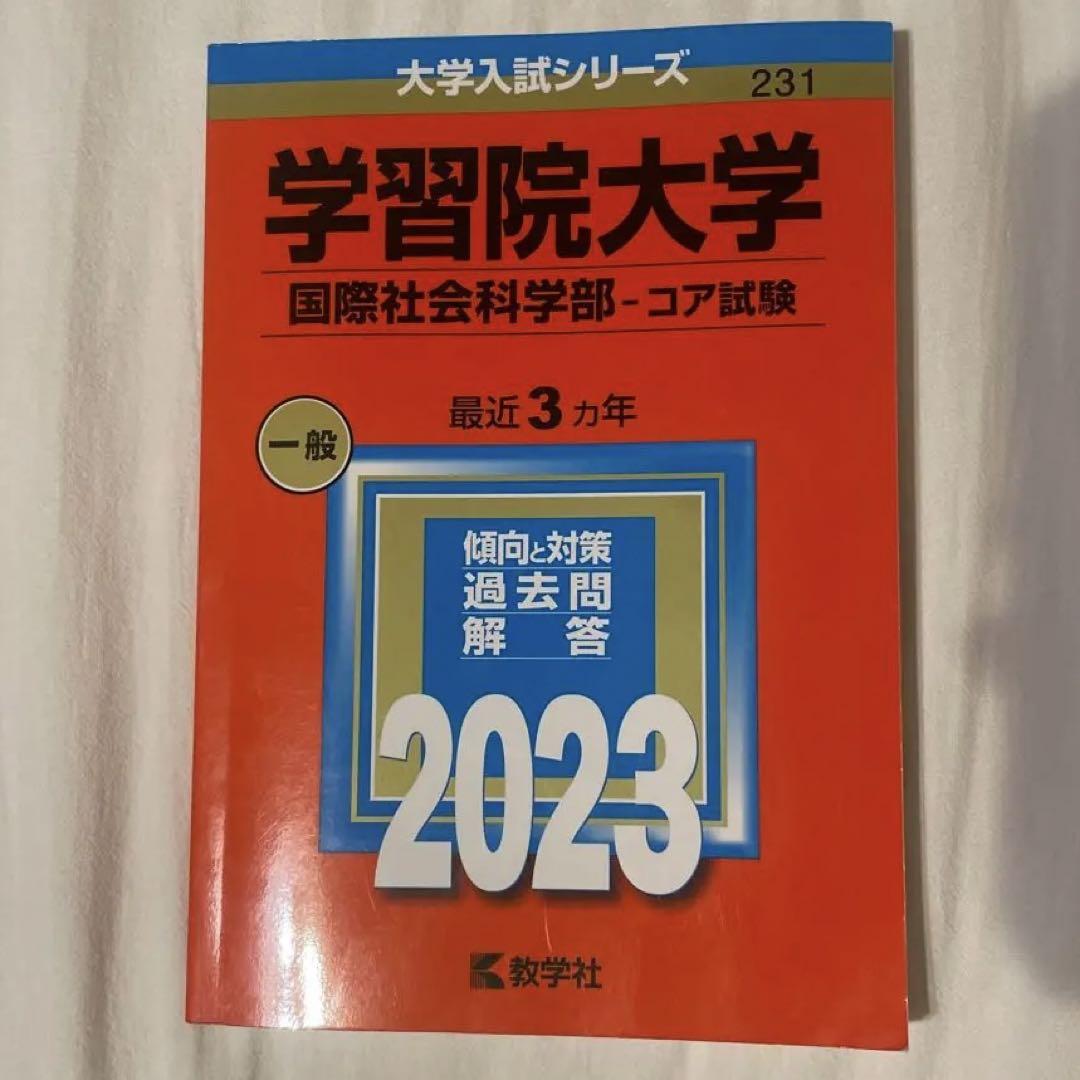 大学入試シリーズ
231
学習院大学
国際社会科学部-コア試験
最近3カ年
一般
傾向と対策
過去問
解答
2023
教学社